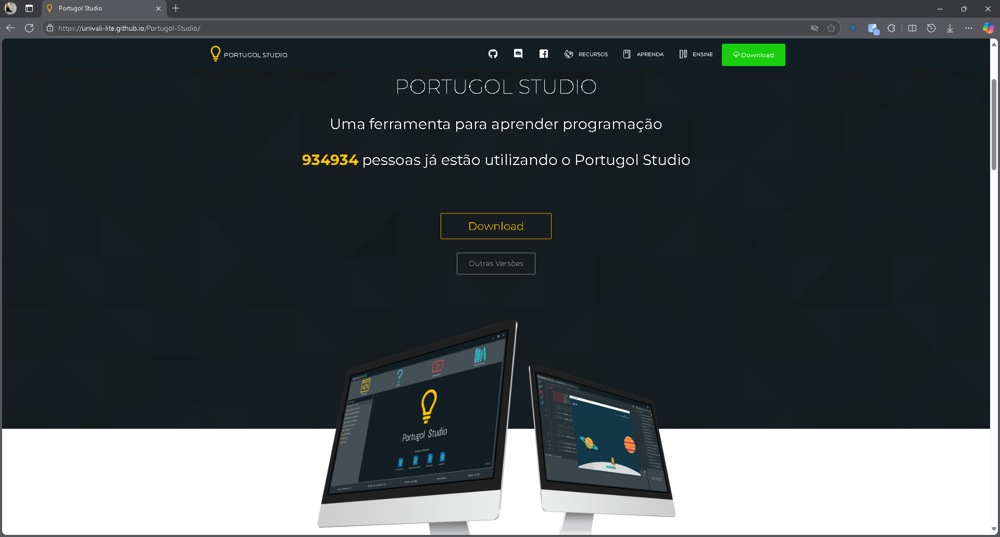 Portugol Studio
https://univali-lite.github.io/Portugol-Studio/
PORTUGOL STUDIO
RECURSOS
APRENDA
ENSINE
Download
PORTUGOL STUDIO
Uma ferramenta para aprender programação
934934 pessoas já estão utilizando o Portugol Studio
Download
Outras Versões
Portugol Studio